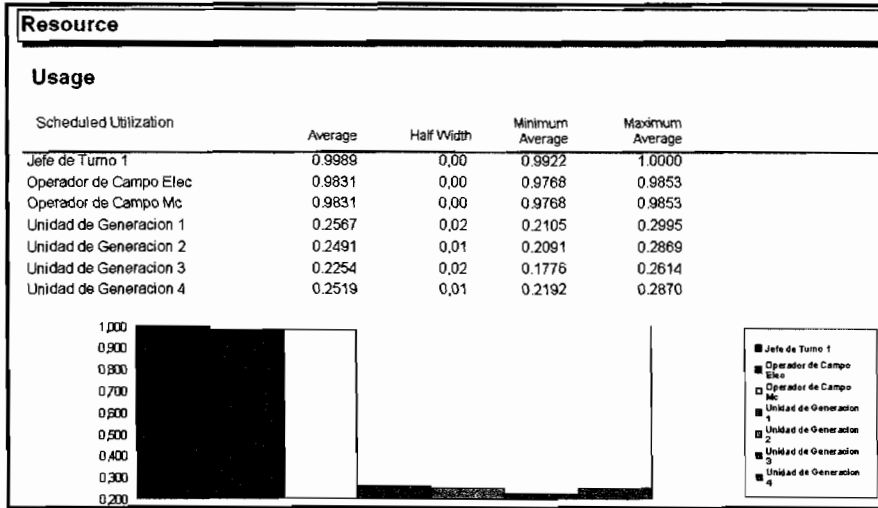 Resource
Usage
Scheduled Utilization Average Half Width Minimum Average Maximum Average
Jefe de Turno 1 0.9989 0,00 0.9922 1.0000
Operador de Campo Elec 0.9831 0,00 0.9768 0.9853
Operador de Campo Mc 0.9831 0,00 0.9768 0.9853
Unidad de Generacion 1 0.2567 0,02 0.2105 0.2995
Unidad de Generacion 2 0.2491 0,01 0.2091 0.2869
Unidad de Generacion 3 0.2254 0,02 0.1776 0.2614
Unidad de Generacion 4 0.2519 0,01 0.2192 0.2870
1,000
0,900
0,800
0,700
0,600
0,500
0,400
0,300
0,200
Jefe de Turno 1
Operador de Campo
Elec
Operador de Campo
Mc
Unidad de Generacion
1
Unidad de Generacion
2
Unidad de Generacion
3
Unidad de Generacion
4